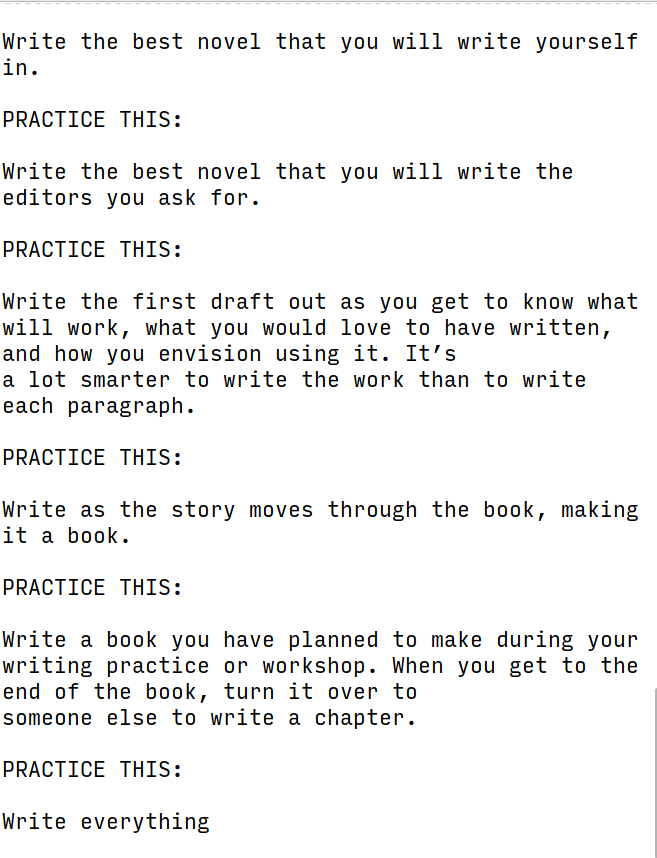 Write the best novel that you will write yourself
in.
PRACTICE THIS:
Write the best novel that you will write the
editors you ask for.
PRACTICE THIS:
Write the first draft out as you get to know what
will work, what you would love to have written,
and how you envision using it. It’s
a lot smarter to write the work than to write
each paragraph.
PRACTICE THIS:
Write as the story moves through the book, making
it a book.
PRACTICE THIS:
Write a book you have planned to make during your
writing practice or workshop. When you get to the
end of the book, turn it over to
someone else to write a chapter.
PRACTICE THIS:
Write everything